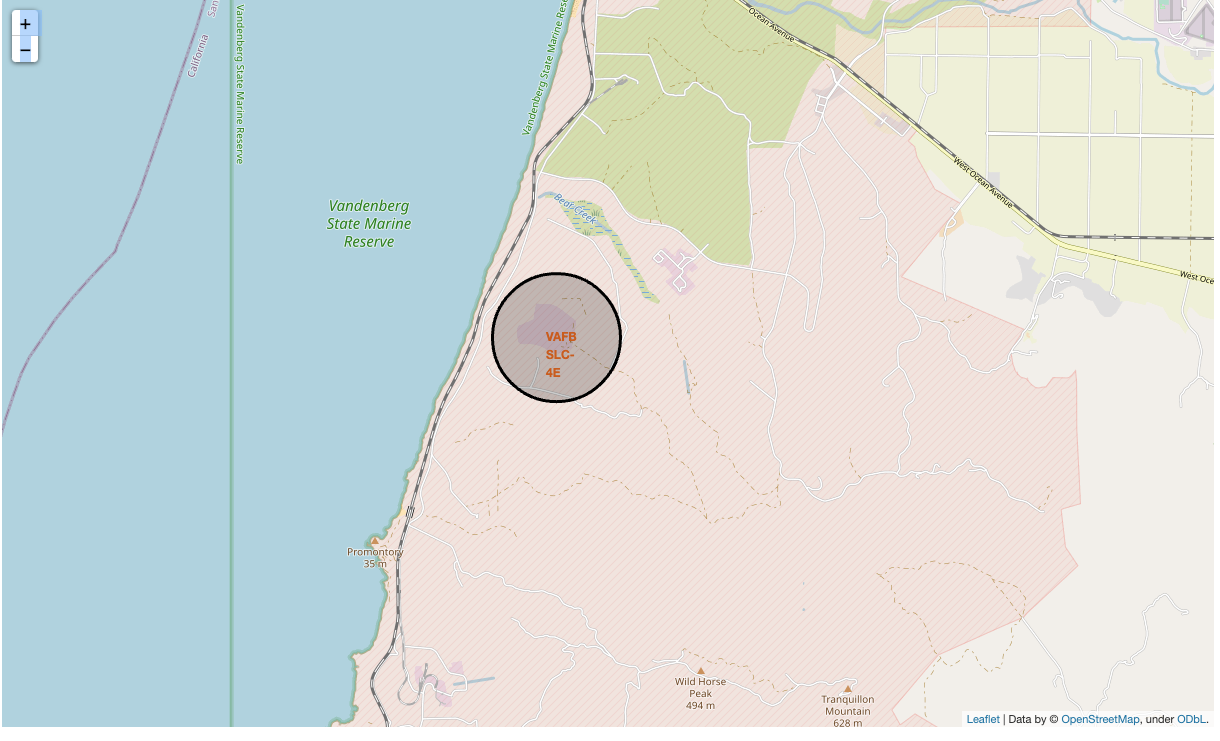 +
−
Ocean Avenue
California
San
Vandenberg State Marine Reserve
Vandenberg State Marine Rese
West Ocean Avenue
Vandenberg
State Marine
Reserve
Bear Creek
West Oce
VAFB
SLC-
4E
Promontory
35 m
Wild Horse
Peak
494 m
Tranquillon
Mountain
628 m
Leaflet | Data by © OpenStreetMap, under ODbL.